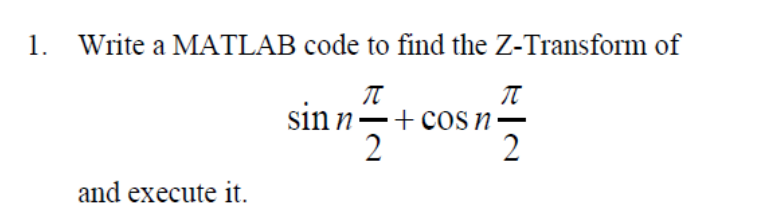 1. Write a MATLAB code to find the Z-Transform of
sin n π/2 + cos n π/2
and execute it.